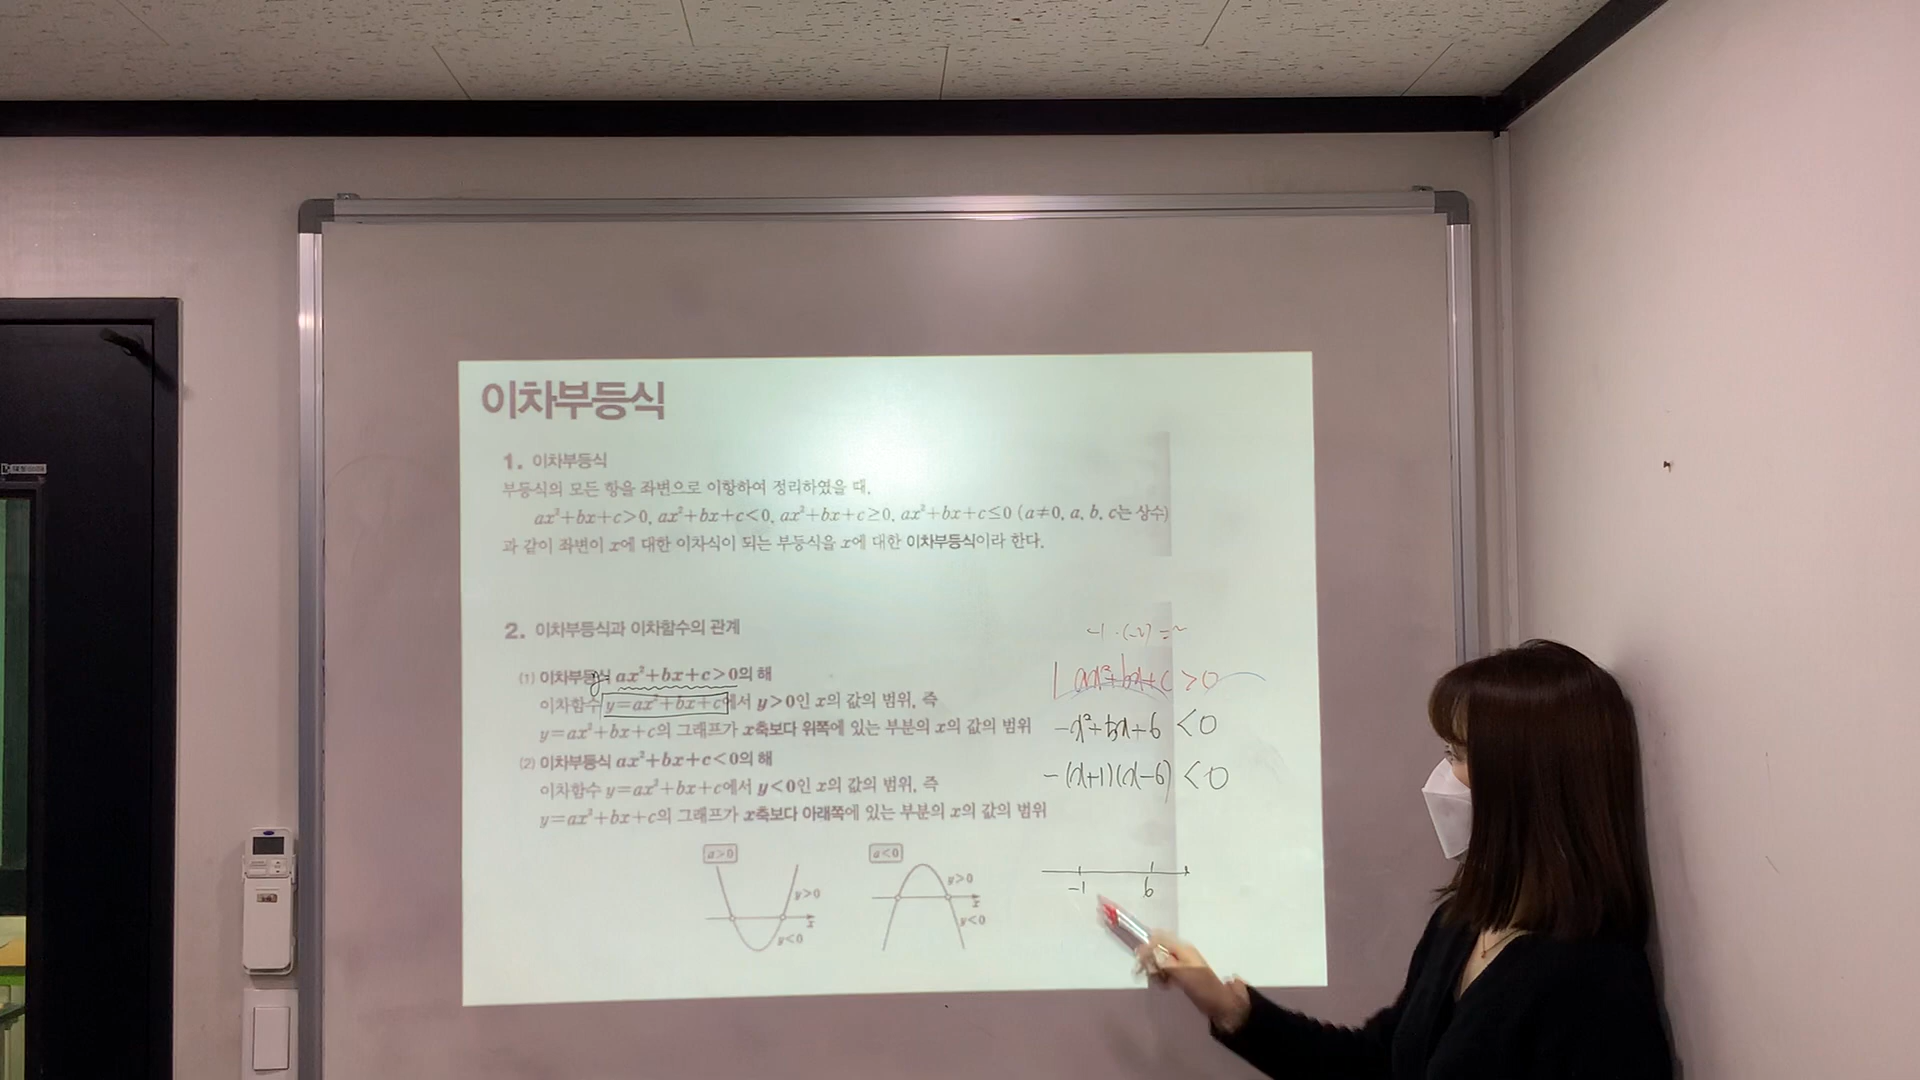 이차부등식
1. 이차부등식
부등식의 모든 항을 좌변으로 이항하여 정리하였을 때,
ax²+bx+c>0, ax²+bx+c<0, ax²+bx+c≥0, ax²+bx+c≤0 (a≠0, a, b, c는 상수)
과 같이 좌변이 x에 대한 이차식이 되는 부등식을 x에 대한 이차부등식이라 한다.
2. 이차부등식과 이차함수의 관계
(1) 이차부등식 ax²+bx+c>0의 해
y=
이차함수 y=ax²+bx+c에서 y>0인 x의 값의 범위, 즉
y=ax²+bx+c의 그래프가 x축보다 위쪽에 있는 부분의 x의 값의 범위
(2) 이차부등식 ax²+bx+c<0의 해
이차함수 y=ax²+bx+c에서 y<0인 x의 값의 범위, 즉
y=ax²+bx+c의 그래프가 x축보다 아래쪽에 있는 부분의 x의 값의 범위
a>0
y>0
x
y<0
a<0
y>0
x
y<0
-1·(-2)=
ax²+bx+c>0
-x²+5x+6<0
-(x+1)(x-6)<0
-1 6